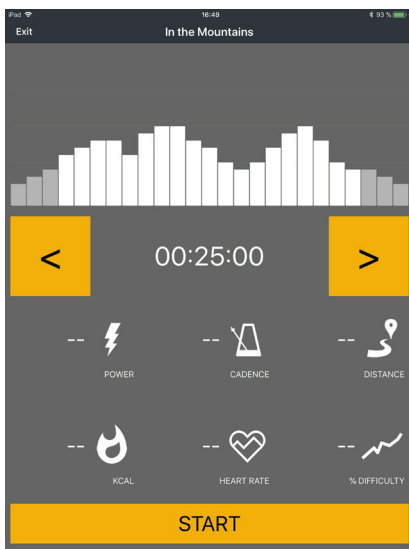 iPad 16:49 93 %
Exit In the Mountains
< 00:25:00 >
-- -- --
POWER CADENCE DISTANCE
-- -- --
KCAL HEART RATE % DIFFICULTY
START